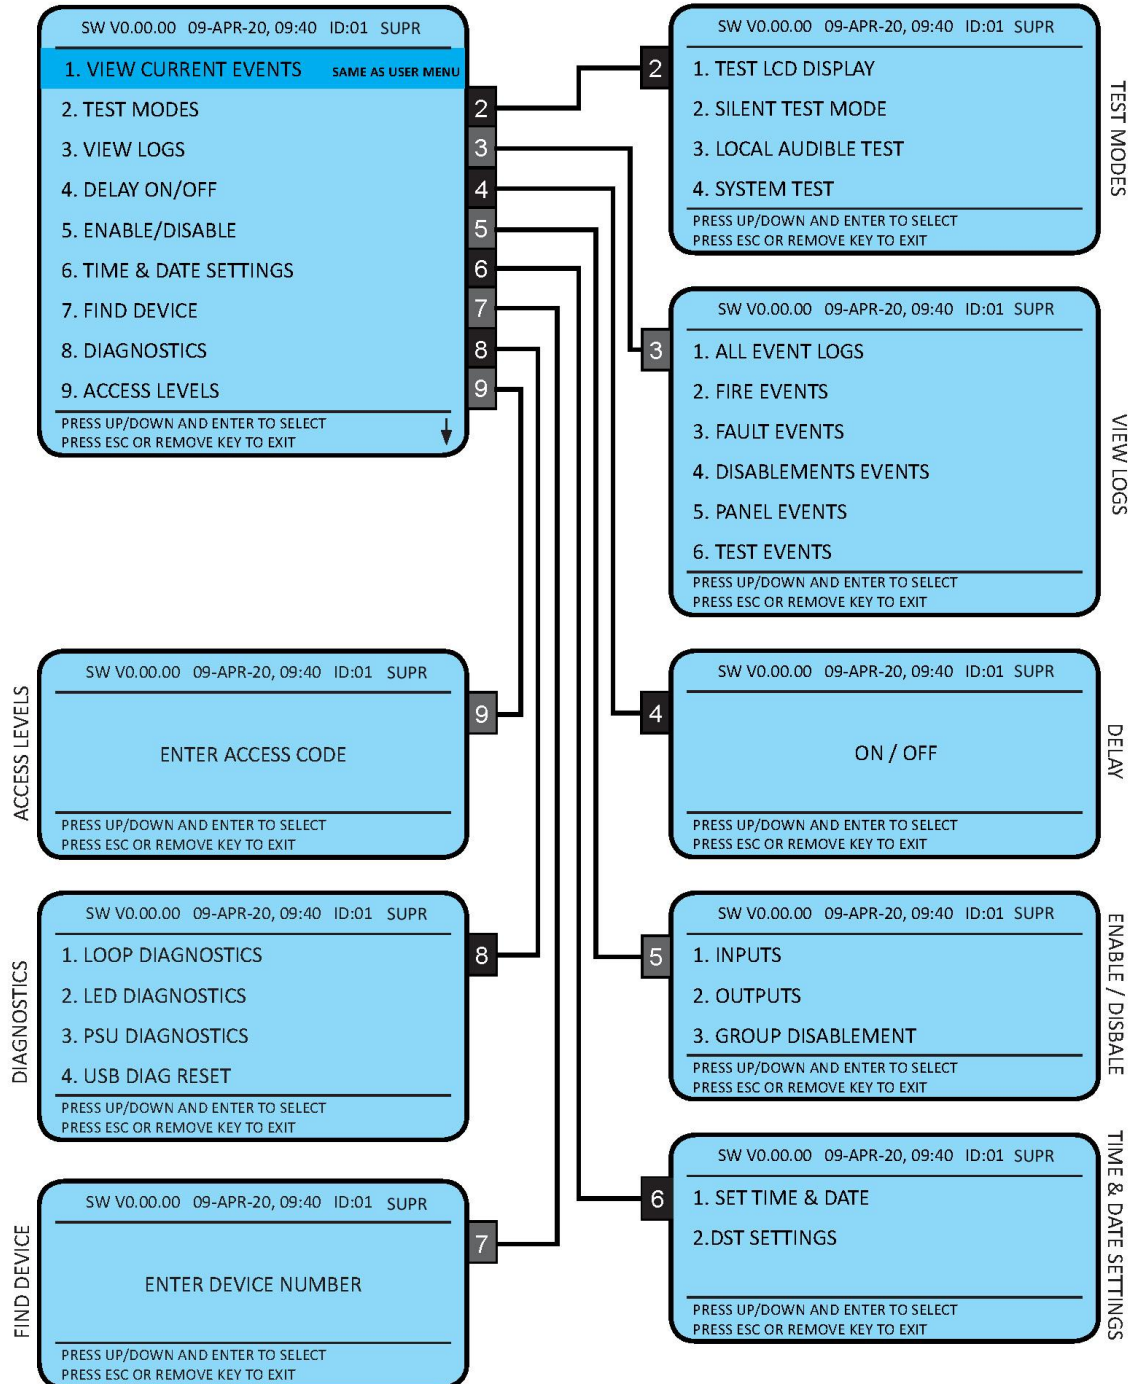 SW V0.00.00 09-APR-20, 09:40 ID:01 SUPR
1. VIEW CURRENT EVENTS SAME AS USER MENU
2. TEST MODES 2
3. VIEW LOGS 3
4. DELAY ON/OFF 4
5. ENABLE/DISABLE 5
6. TIME & DATE SETTINGS 6
7. FIND DEVICE 7
8. DIAGNOSTICS 8
9. ACCESS LEVELS 9
PRESS UP/DOWN AND ENTER TO SELECT
PRESS ESC OR REMOVE KEY TO EXIT
SW V0.00.00 09-APR-20, 09:40 ID:01 SUPR
2 1. TEST LCD DISPLAY
2. SILENT TEST MODE
3. LOCAL AUDIBLE TEST
4. SYSTEM TEST
PRESS UP/DOWN AND ENTER TO SELECT
PRESS ESC OR REMOVE KEY TO EXIT
TEST MODES
SW V0.00.00 09-APR-20, 09:40 ID:01 SUPR
3 1. ALL EVENT LOGS
2. FIRE EVENTS
3. FAULT EVENTS
4. DISABLEMENTS EVENTS
5. PANEL EVENTS
6. TEST EVENTS
PRESS UP/DOWN AND ENTER TO SELECT
PRESS ESC OR REMOVE KEY TO EXIT
VIEW LOGS
ACCESS LEVELS
SW V0.00.00 09-APR-20, 09:40 ID:01 SUPR
9
ENTER ACCESS CODE
PRESS UP/DOWN AND ENTER TO SELECT
PRESS ESC OR REMOVE KEY TO EXIT
SW V0.00.00 09-APR-20, 09:40 ID:01 SUPR
4
ON / OFF
PRESS UP/DOWN AND ENTER TO SELECT
PRESS ESC OR REMOVE KEY TO EXIT
DELAY
DIAGNOSTICS
SW V0.00.00 09-APR-20, 09:40 ID:01 SUPR
1. LOOP DIAGNOSTICS 8
2. LED DIAGNOSTICS
3. PSU DIAGNOSTICS
4. USB DIAG RESET
PRESS UP/DOWN AND ENTER TO SELECT
PRESS ESC OR REMOVE KEY TO EXIT
SW V0.00.00 09-APR-20, 09:40 ID:01 SUPR
5 1. INPUTS
2. OUTPUTS
3. GROUP DISABLEMENT
PRESS UP/DOWN AND ENTER TO SELECT
PRESS ESC OR REMOVE KEY TO EXIT
ENABLE / DISBALE
FIND DEVICE
SW V0.00.00 09-APR-20, 09:40 ID:01 SUPR
7
ENTER DEVICE NUMBER
PRESS UP/DOWN AND ENTER TO SELECT
PRESS ESC OR REMOVE KEY TO EXIT
SW V0.00.00 09-APR-20, 09:40 ID:01 SUPR
6 1. SET TIME & DATE
2.DST SETTINGS
PRESS UP/DOWN AND ENTER TO SELECT
PRESS ESC OR REMOVE KEY TO EXIT
TIME & DATE SETTINGS